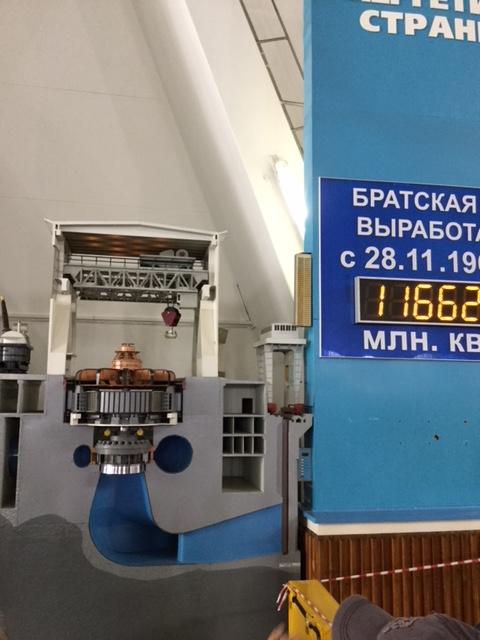 СТРАН
БРАТСКАЯ
ВЫРАБОТА
с 28.11.196
11662
МЛН. КВ